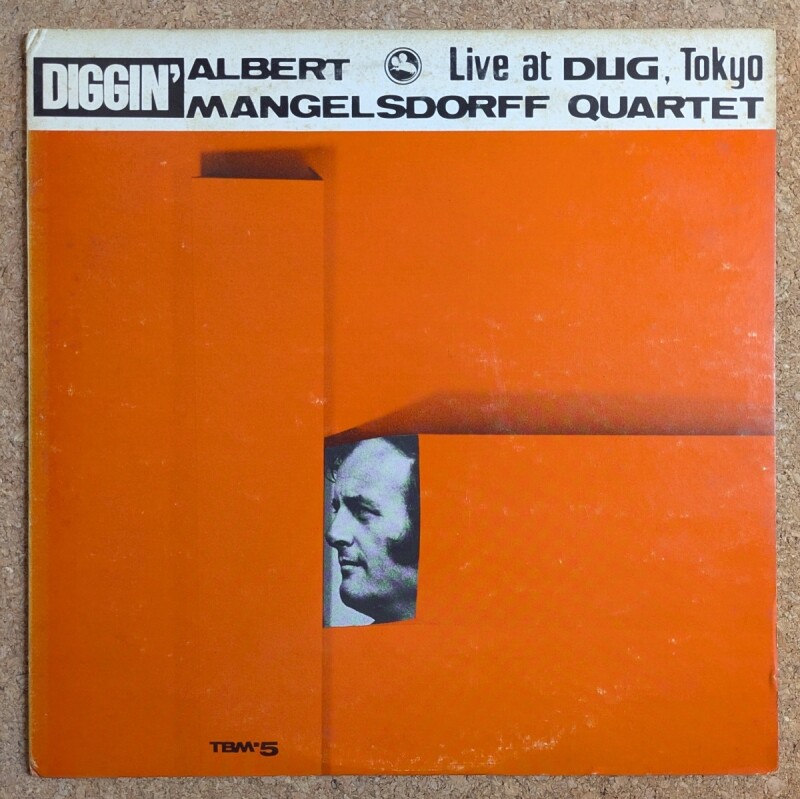 DIGGIN' ALBERT Live at DUG, Tokyo
MANGELSDORFF QUARTET
TBM-5